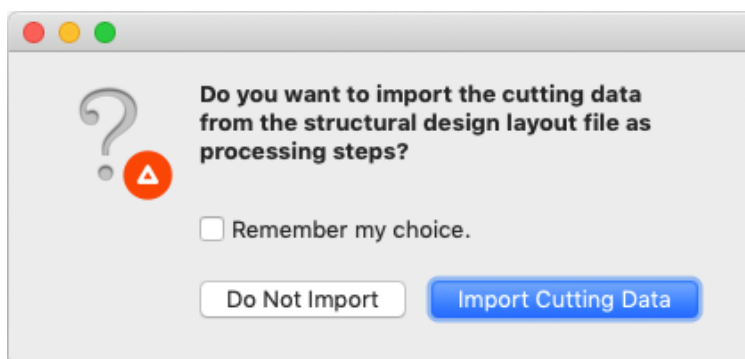 Do you want to import the cutting data
from the structural design layout file as
processing steps?
Remember my choice.
Do Not Import
Import Cutting Data